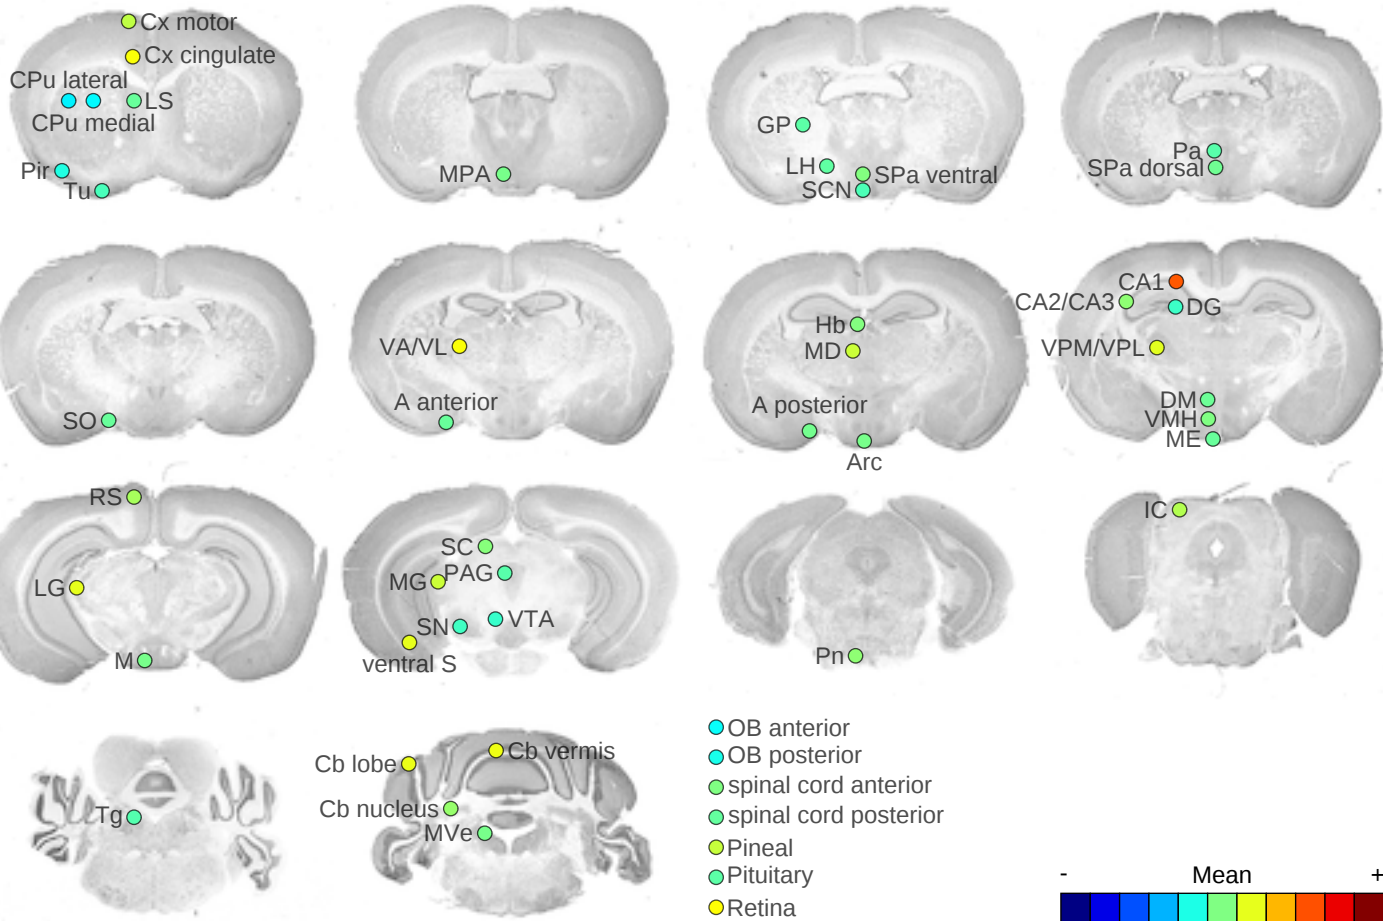 Cx motor
Cx cingulate
CPu lateral
LS
CPu medial
Pir
Tu
MPA
GP
LH
SPa ventral
SCN
Pa
SPa dorsal
SO
VA/VL
A anterior
Hb
MD
A posterior
Arc
CA1
CA2/CA3
DG
VPM/VPL
DM
VMH
ME
RS
LG
M
SC
PAG
MG
SN
VTA
ventral S
Pn
IC
Tg
Cb lobe
Cb vermis
Cb nucleus
MVe
OB anterior
OB posterior
spinal cord anterior
spinal cord posterior
Pineal
Pituitary
Retina
- Mean +